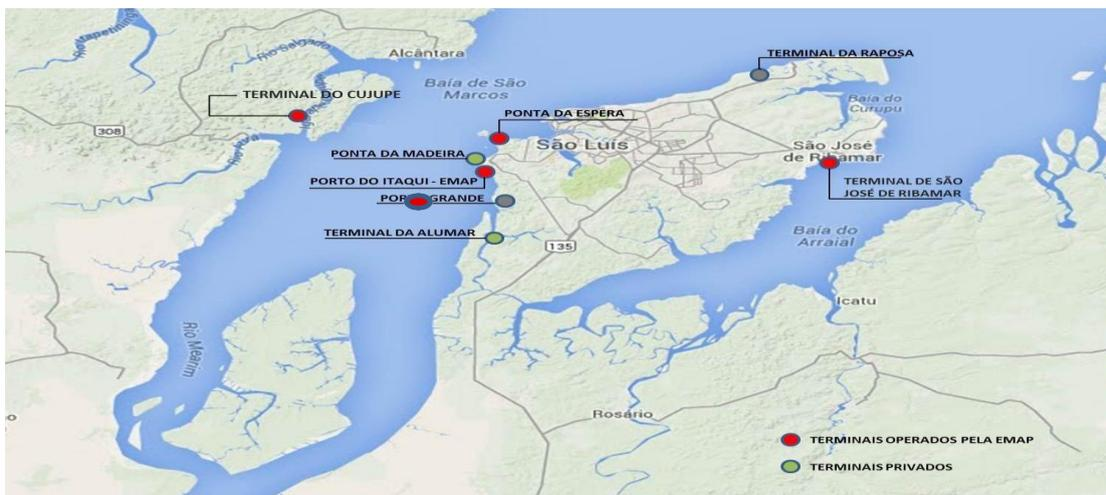 Alcântara
TERMINAL DA RAPOSA
Rio Salgado
Baía de São
Marcos
TERMINAL DO CUJUPE
Baía do
Curupu
308
PONTA DA ESPERA
São Luís
São José
de Ribamar
PONTA DA MADEIRA
PORTO DO ITAQUI - EMAP
TERMINAL DE SÃO
JOSÉ DE RIBAMAR
GRANDE
TERMINAL DA ALUMAR
135
Baía do
Arraial
Icatu
Rio Mearim
Rosário
o
TERMINAIS OPERADOS PELA EMAP
TERMINAIS PRIVADOS